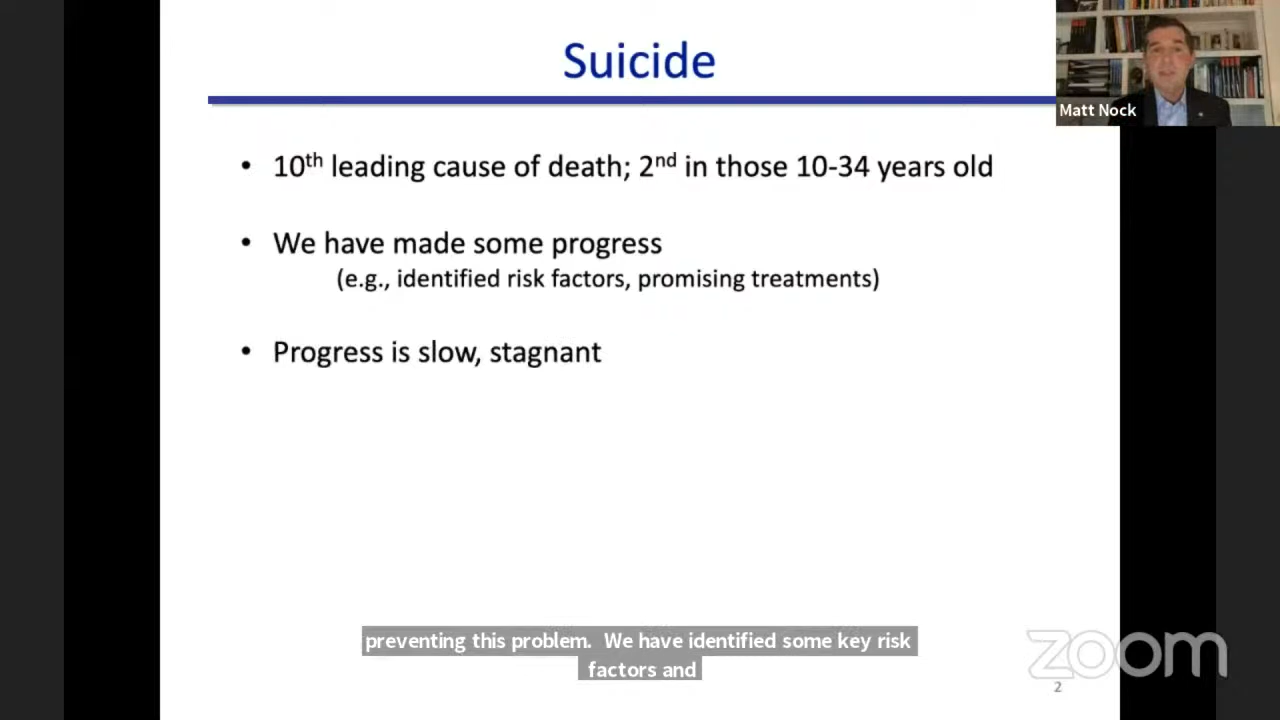 Suicide
Matt Nock
• 10th leading cause of death; 2nd in those 10-34 years old
• We have made some progress
(e.g., identified risk factors, promising treatments)
• Progress is slow, stagnant
preventing this problem. We have identified some key risk
factors and
zoom
2